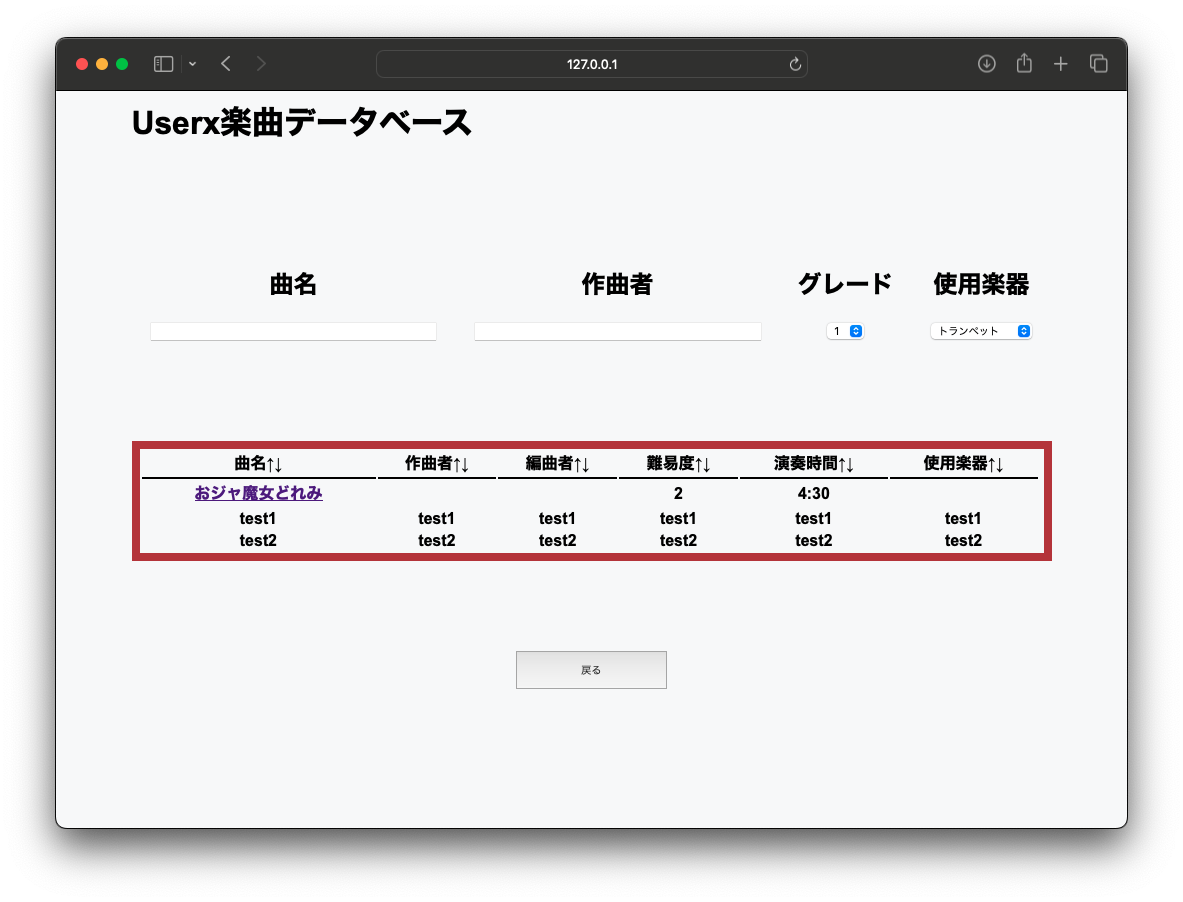 127.0.0.1
Userx楽曲データベース
曲名 作曲者 グレード 使用楽器
1 トランペット
曲名↑↓ 作曲者↑↓ 編曲者↑↓ 難易度↑↓ 演奏時間↑↓ 使用楽器↑↓
おジャ魔女どれみ 2 4:30
test1 test1 test1 test1 test1 test1
test2 test2 test2 test2 test2 test2
戻る